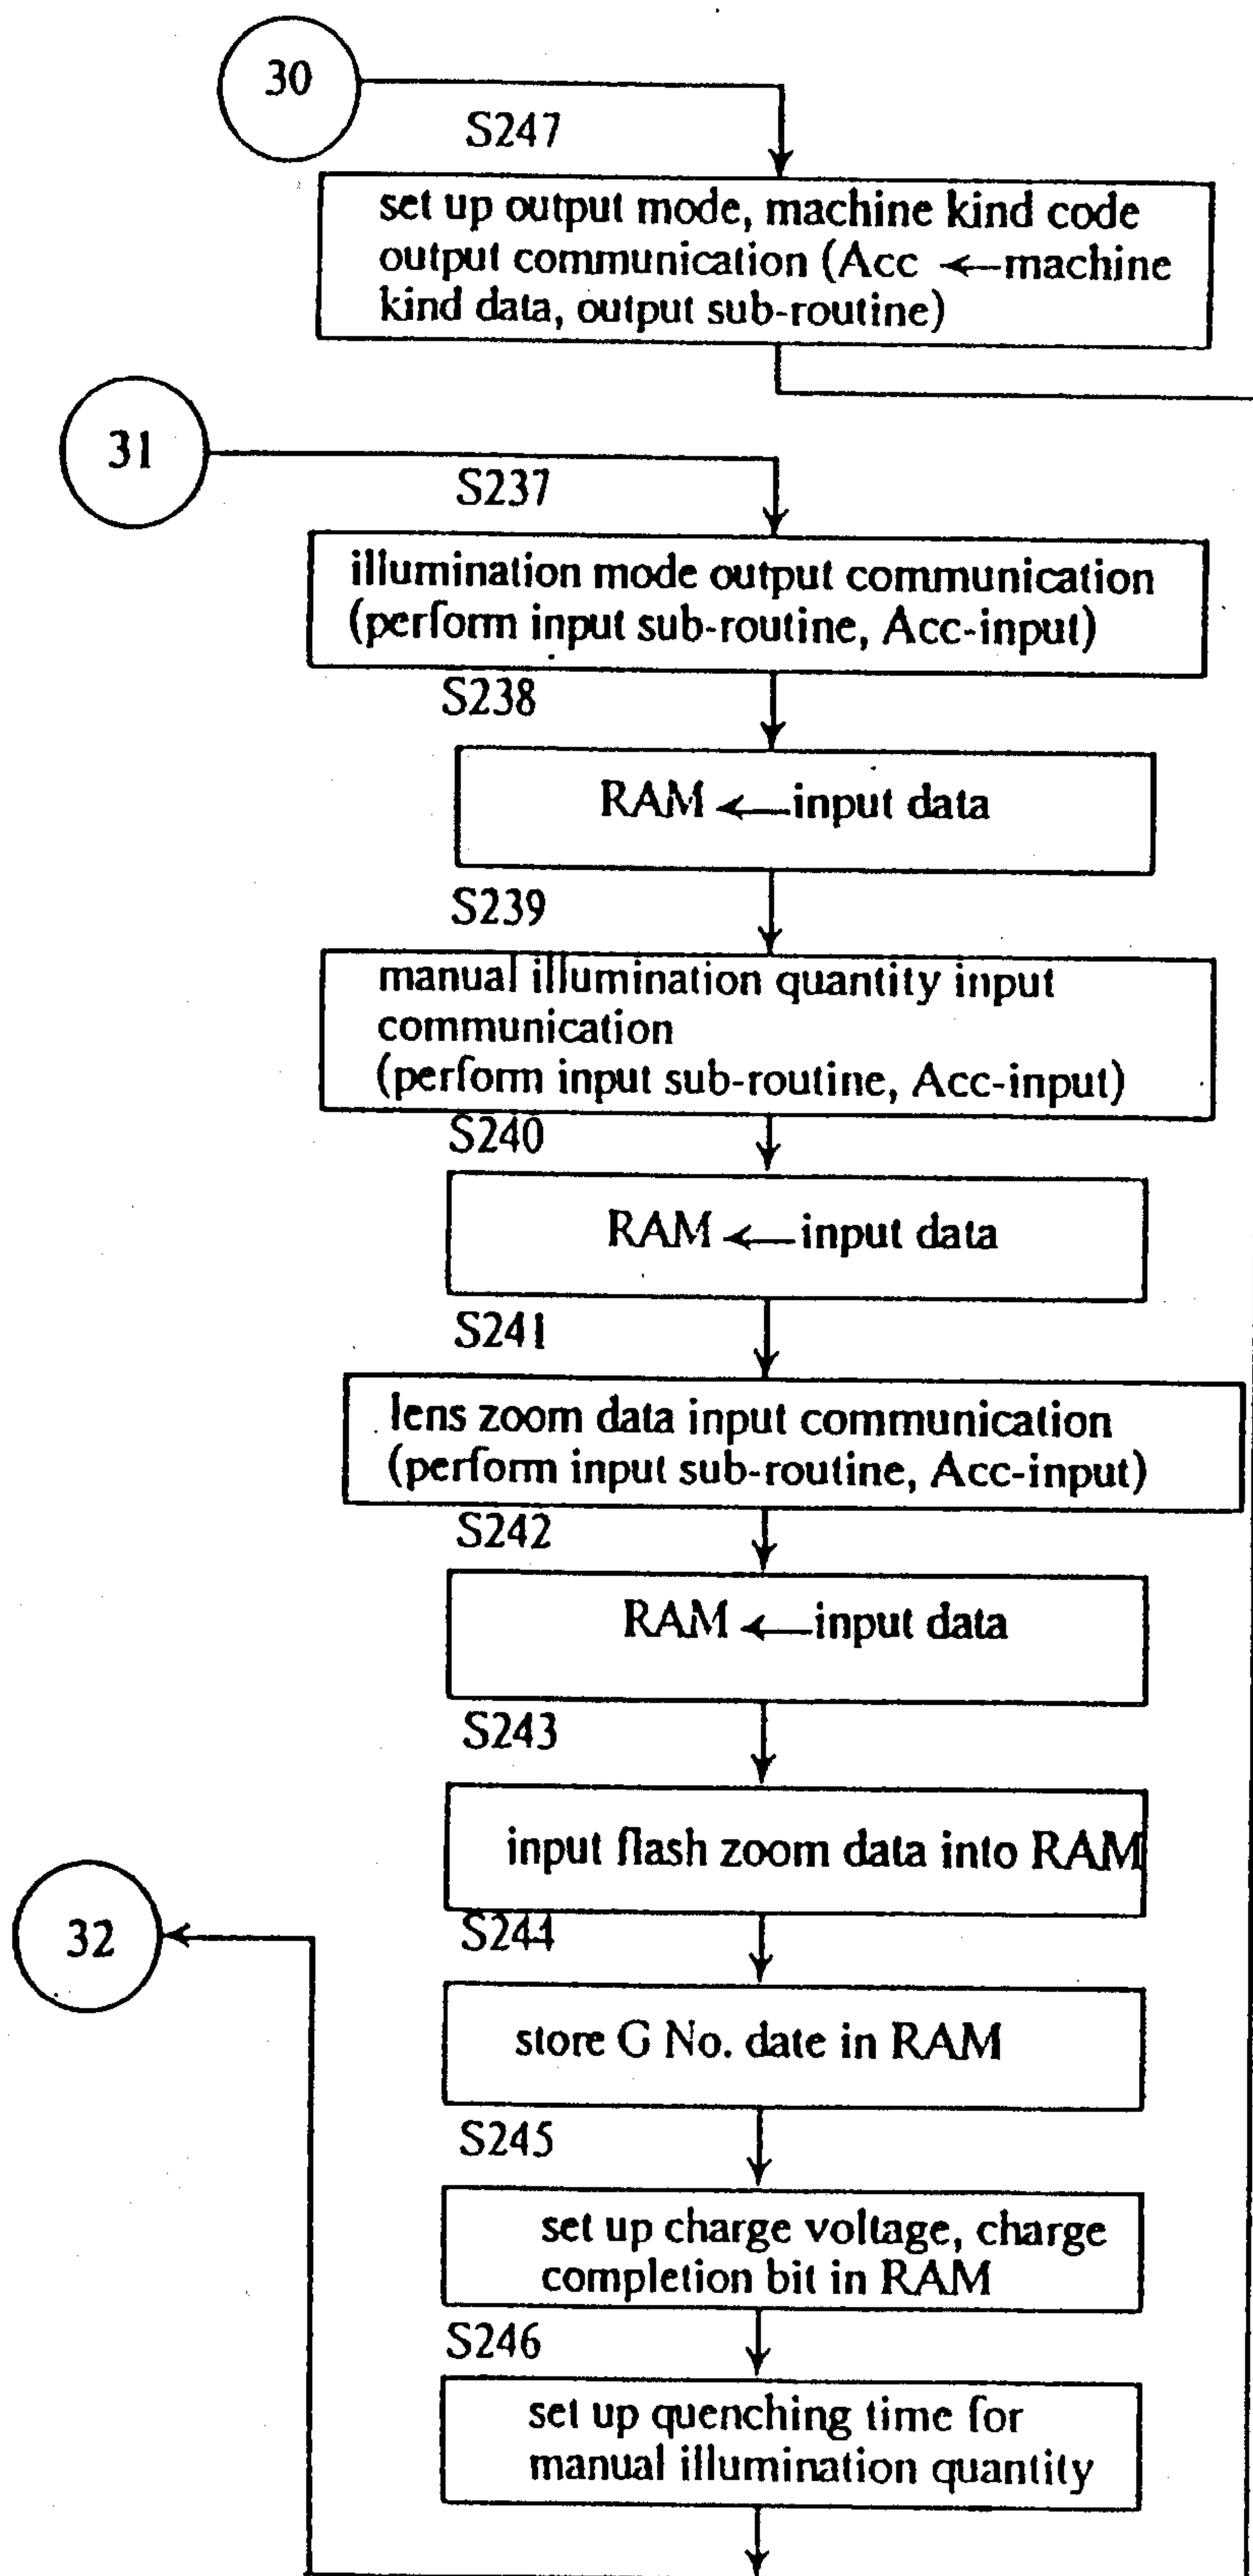 30
S247
set up output mode, machine kind code
output communication (Acc ← machine
kind data, output sub-routine)
31
S237
illumination mode output communication
(perform input sub-routine, Acc-input)
S238
RAM ← input data
S239
manual illumination quantity input
communication
(perform input sub-routine, Acc-input)
S240
RAM ← input data
S241
lens zoom data input communication
(perform input sub-routine, Acc-input)
S242
RAM ← input data
S243
input flash zoom data into RAM
32
S244
store G No. date in RAM
S245
set up charge voltage, charge
completion bit in RAM
S246
set up quenching time for
manual illumination quantity